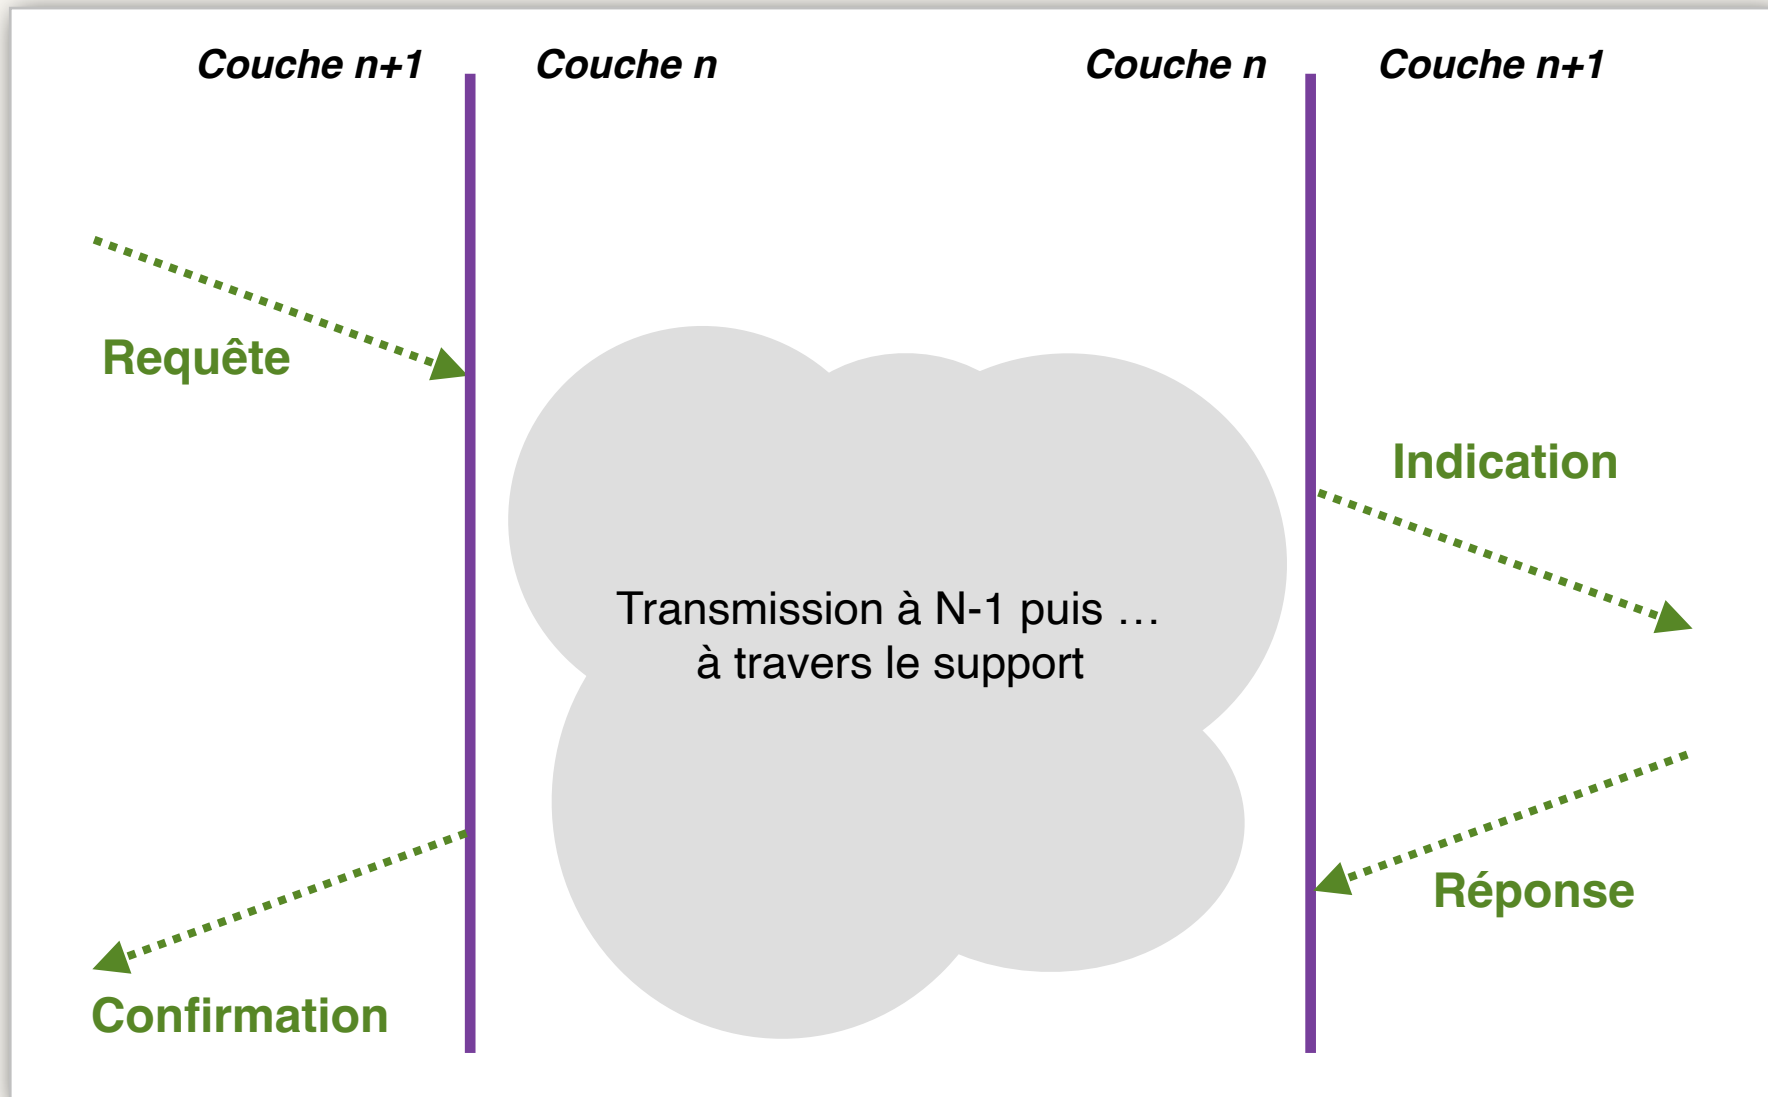 Couche n+1
Couche n
Couche n
Couche n+1
Requête
Indication
Transmission à N-1 puis …
à travers le support
Réponse
Confirmation